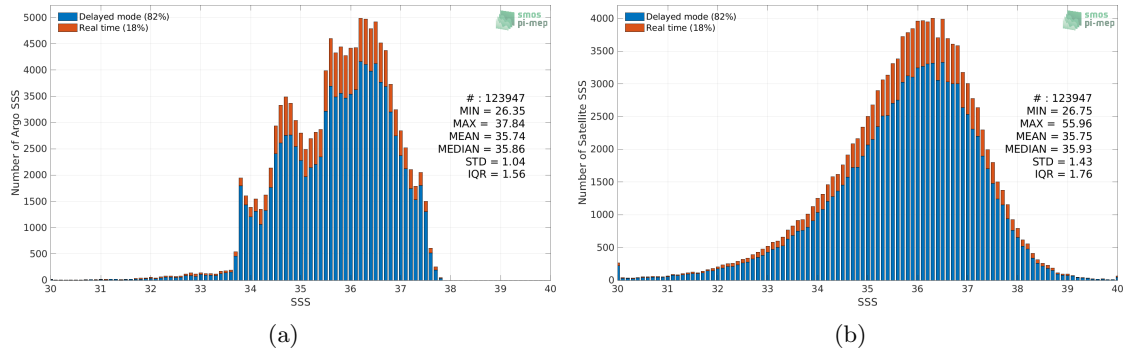 Delayed mode (82%)
Real time (18%)
smos
pi-mep
5000
4500
4000
3500
3000
2500
2000
1500
1000
500
0
Number of Argo SSS
# : 123947
MIN = 26.35
MAX = 37.84
MEAN = 35.74
MEDIAN = 35.86
STD = 1.04
IQR = 1.56
30 31 32 33 34 35 36 37 38 39 40
SSS
(a)
Delayed mode (82%)
Real time (18%)
smos
pi-mep
4000
3500
3000
2500
2000
1500
1000
500
0
Number of Satellite SSS
# : 123947
MIN = 26.75
MAX = 55.96
MEAN = 35.75
MEDIAN = 35.93
STD = 1.43
IQR = 1.76
30 31 32 33 34 35 36 37 38 39 40
SSS
(b)